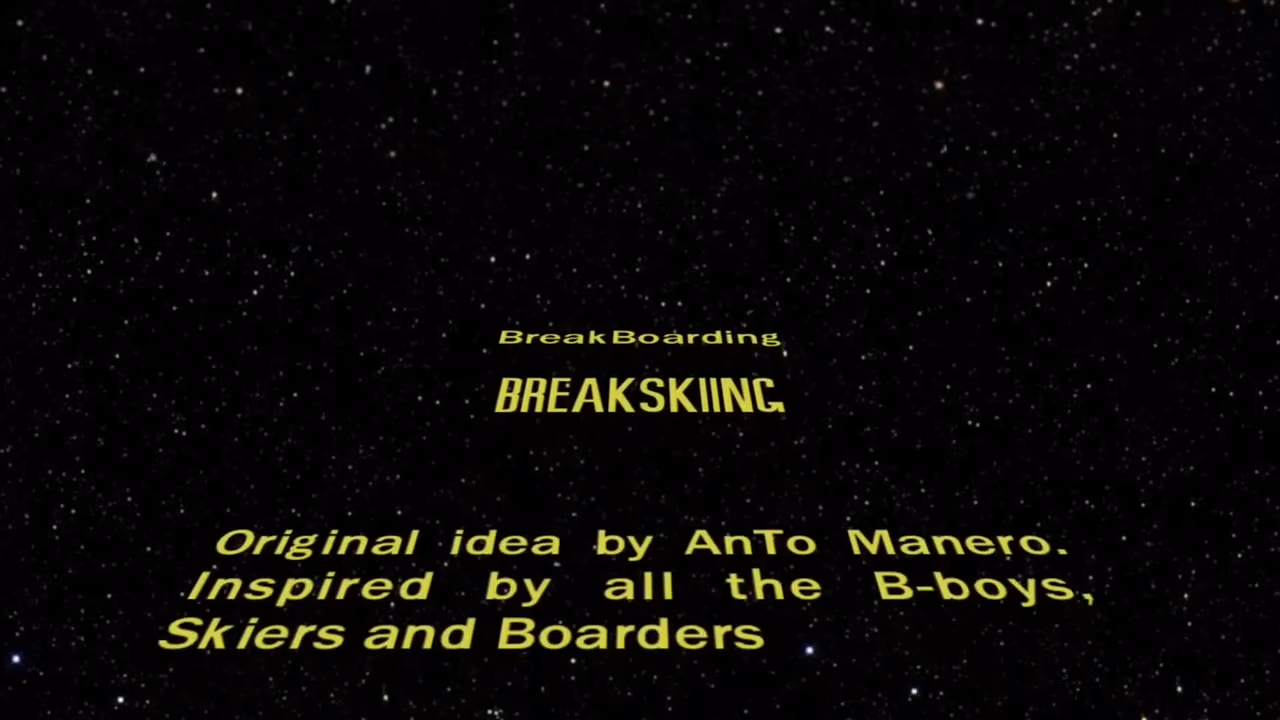 BreakBoarding
BREAKSKIING
Original idea by AnTo Manero.
Inspired by all the B-boys,
Skiers and Boarders